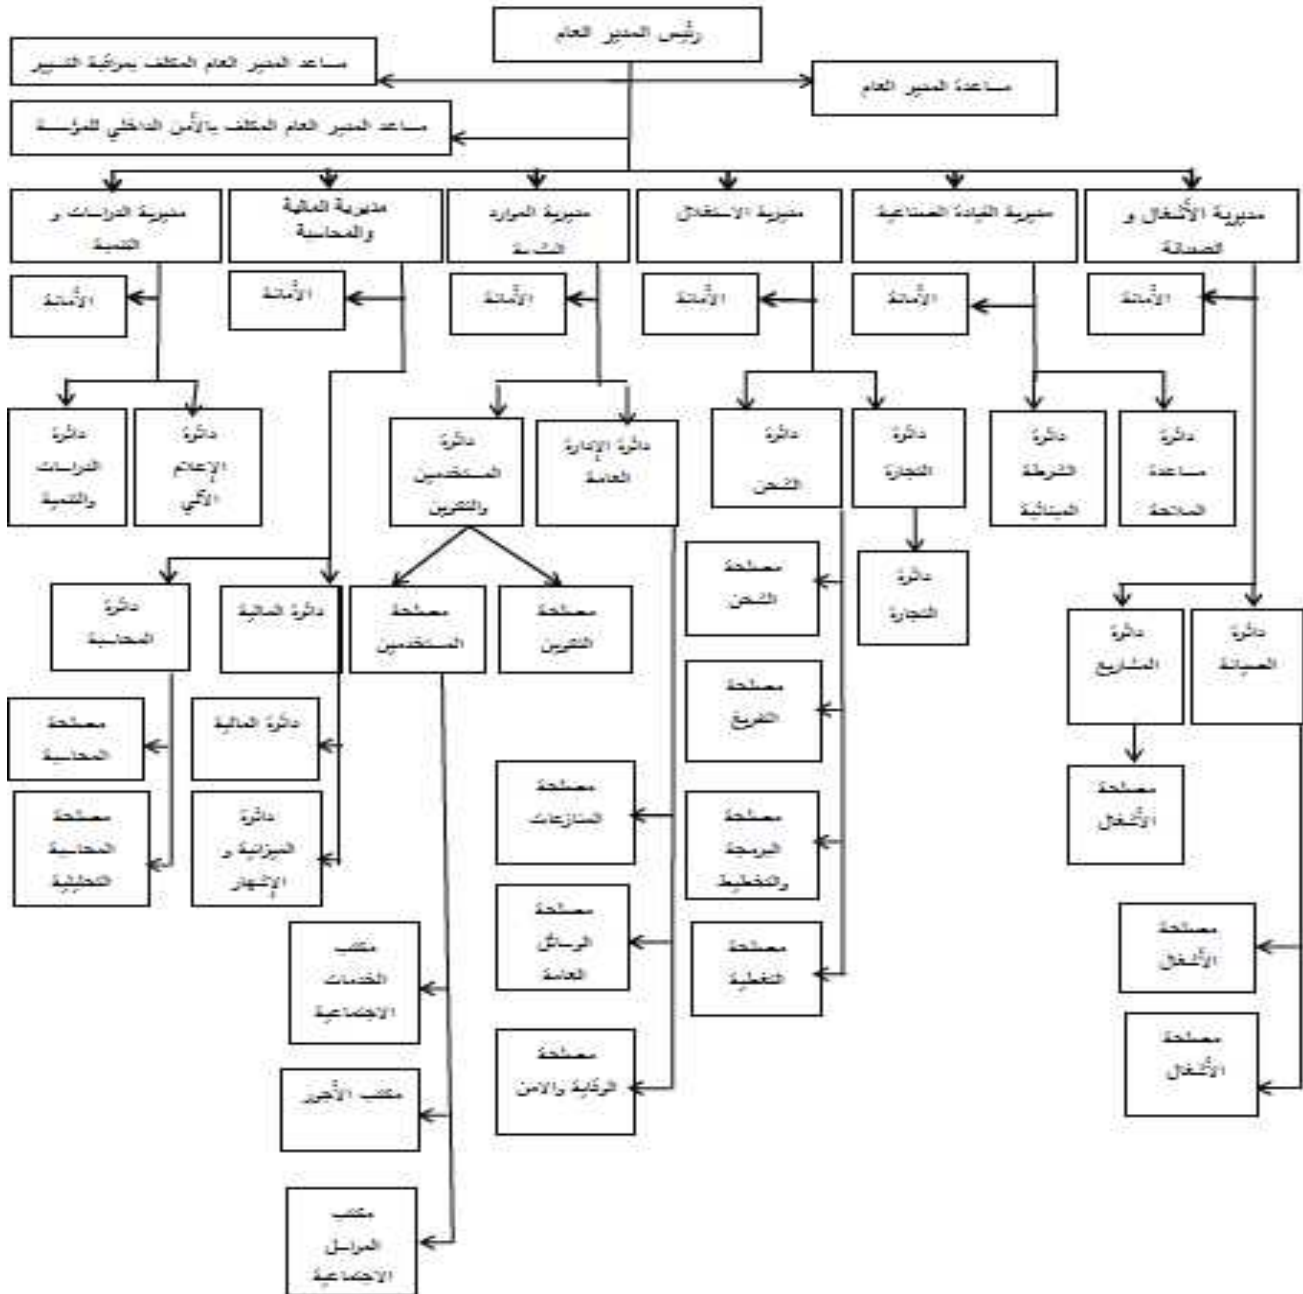 رئيس المدير العام
مساعد المدير العام المكلف بمراقبة التسيير
مساعدة المدير العام
مساعد المدير العام المكلف بالأمن الداخلي للمؤسسة
مديرية الأشغال و
الصيانة
مديرية القيادة الصناعية
مديرية الاستغلال
مديرية الموارد
البشرية
مديرية المالية
والمحاسبة
مديرية الدراسات و
التنمية
الأمانة
الأمانة
الأمانة
الأمانة
الأمانة
الأمانة
دائرة
مساعدة
الملاحة
دائرة
الشرطة
المينائية
دائرة
التجارة
دائرة
الشحن
دائرة الإدارة
العامة
دائرة
المستخدمين
والتكوين
دائرة
الإعلام
الآلي
دائرة
الدراسات
والتنمية
دائرة
الصيانة
دائرة
المشاريع
دائرة
التجارة
مصلحة
الشحن
مصلحة
التكوين
مصلحة
المستخدمين
دائرة المالية
دائرة
المحاسبة
مصلحة
التفريغ
دائرة المالية
مصلحة
المحاسبة
مصلحة
الأشغال
مصلحة
البرمجة
والتخطيط
مصلحة
المنازعات
دائرة
الميزانية و
الإشهار
مصلحة
المحاسبة
التحليلية
مصلحة
الأشغال
مصلحة
التغطية
مصلحة
الوسائل
العامة
مكتب
الخدمات
الاجتماعية
مصلحة
الأشغال
مصلحة
الوقاية والامن
مكتب الأجور
مكتب
المراسل
الاجتماعية